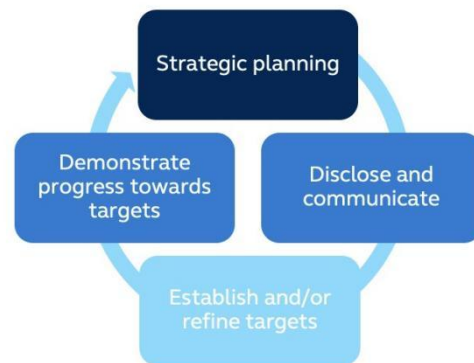 Strategic planning
Disclose and
communicate
Establish and/or
refine targets
Demonstrate
progress towards
targets